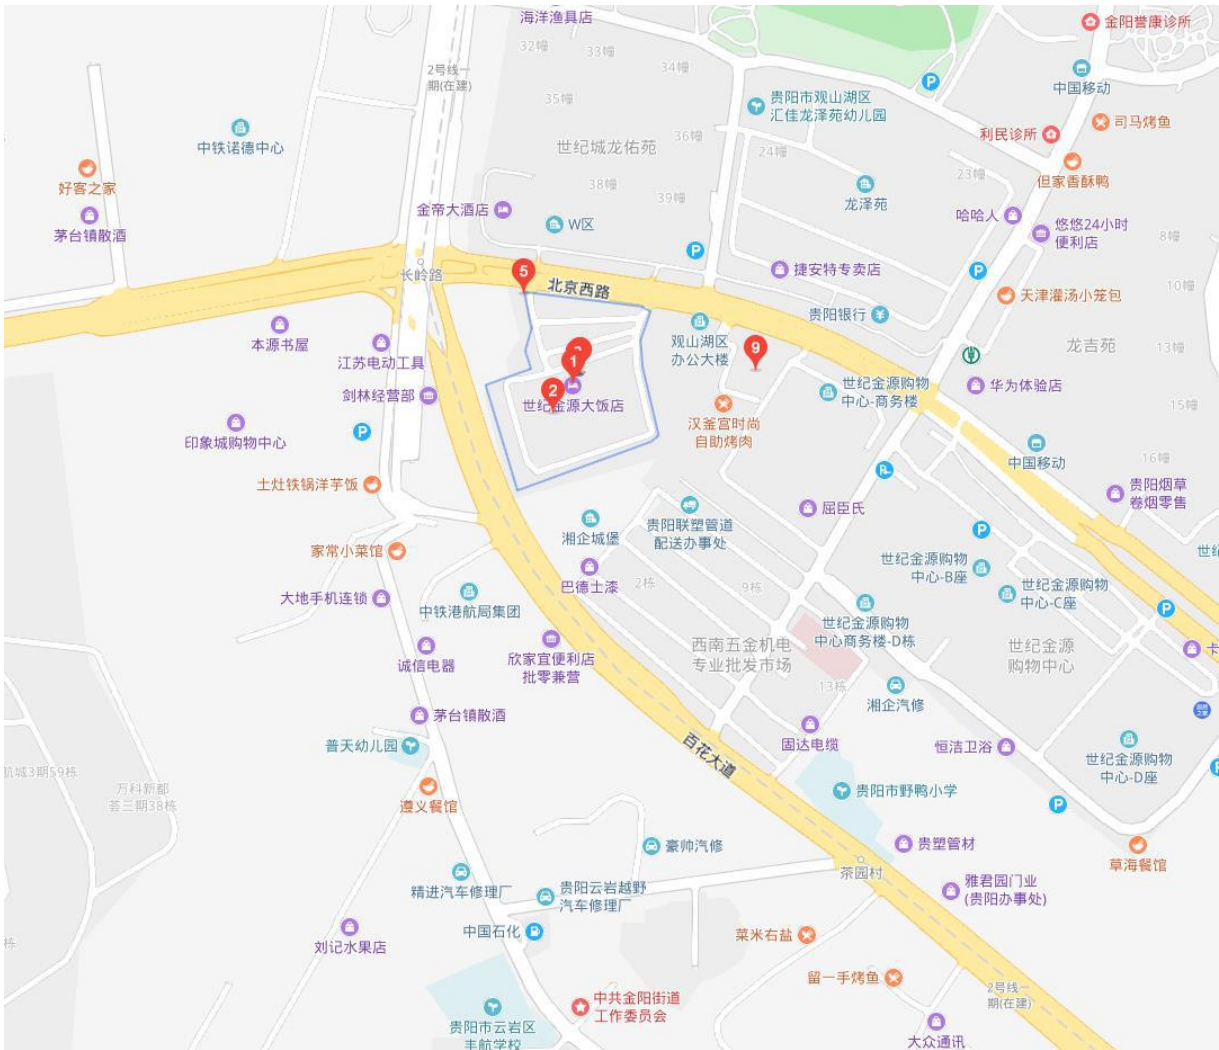 海洋渔具店
金阳誉康诊所
32幢
33幢
34幢
2号线一
期(在建)
中国移动
35幢
贵阳市观山湖区
汇佳龙泽苑幼儿园
司马烤鱼
中铁诺德中心
世纪城龙佑苑
36幢
利民诊所
24幢
好客之家
38幢
39幢
龙泽苑
23幢
但家香酥鸭
茅台镇散酒
金帝大酒店
W区
哈哈人
悠悠24小时
便利店
8幢
长岭路
5
北京西路
捷安特专卖店
10幢
天津灌汤小笼包
贵阳银行
本源书屋
江苏电动工具
观山湖区
办公大楼
9
龙吉苑
13幢
1
2
剑林经营部
世纪金源大饭店
世纪金源购物
中心-商务楼
华为体验店
15幢
印象城购物中心
汉釜宫时尚
自助烤肉
中国移动
16幢
土灶铁锅洋芋饭
贵阳烟草
卷烟零售
湘企城堡
贵阳联塑管道
配送办事处
屈臣氏
家常小菜馆
巴德士漆
2栋
9栋
世纪金源购物
中心-B座
世纪金源购物
中心-C座
大地手机连锁
中铁港航局集团
世纪金源购物
中心商务楼-D栋
诚信电器
欣家宜便利店
批零兼营
西南五金机电
专业批发市场
世纪金源
购物中心
卡
13栋
湘企汽修
茅台镇散酒
普天幼儿园
百花大道
固达电缆
恒洁卫浴
世纪金源购物
中心-D座
航城3期59栋
万科新都
荟三期38栋
遵义餐馆
贵阳市野鸭小学
豪帅汽修
贵塑管材
茶园村
草海餐馆
精进汽车修理厂
贵阳云岩越野
汽车修理厂
雅君园门业
(贵阳办事处)
刘记水果店
中国石化
菜米右盐
栋
留一手烤鱼
中共金阳街道
工作委员会
2号线一
期(在建)
贵阳市云岩区
丰航学校
大众通讯